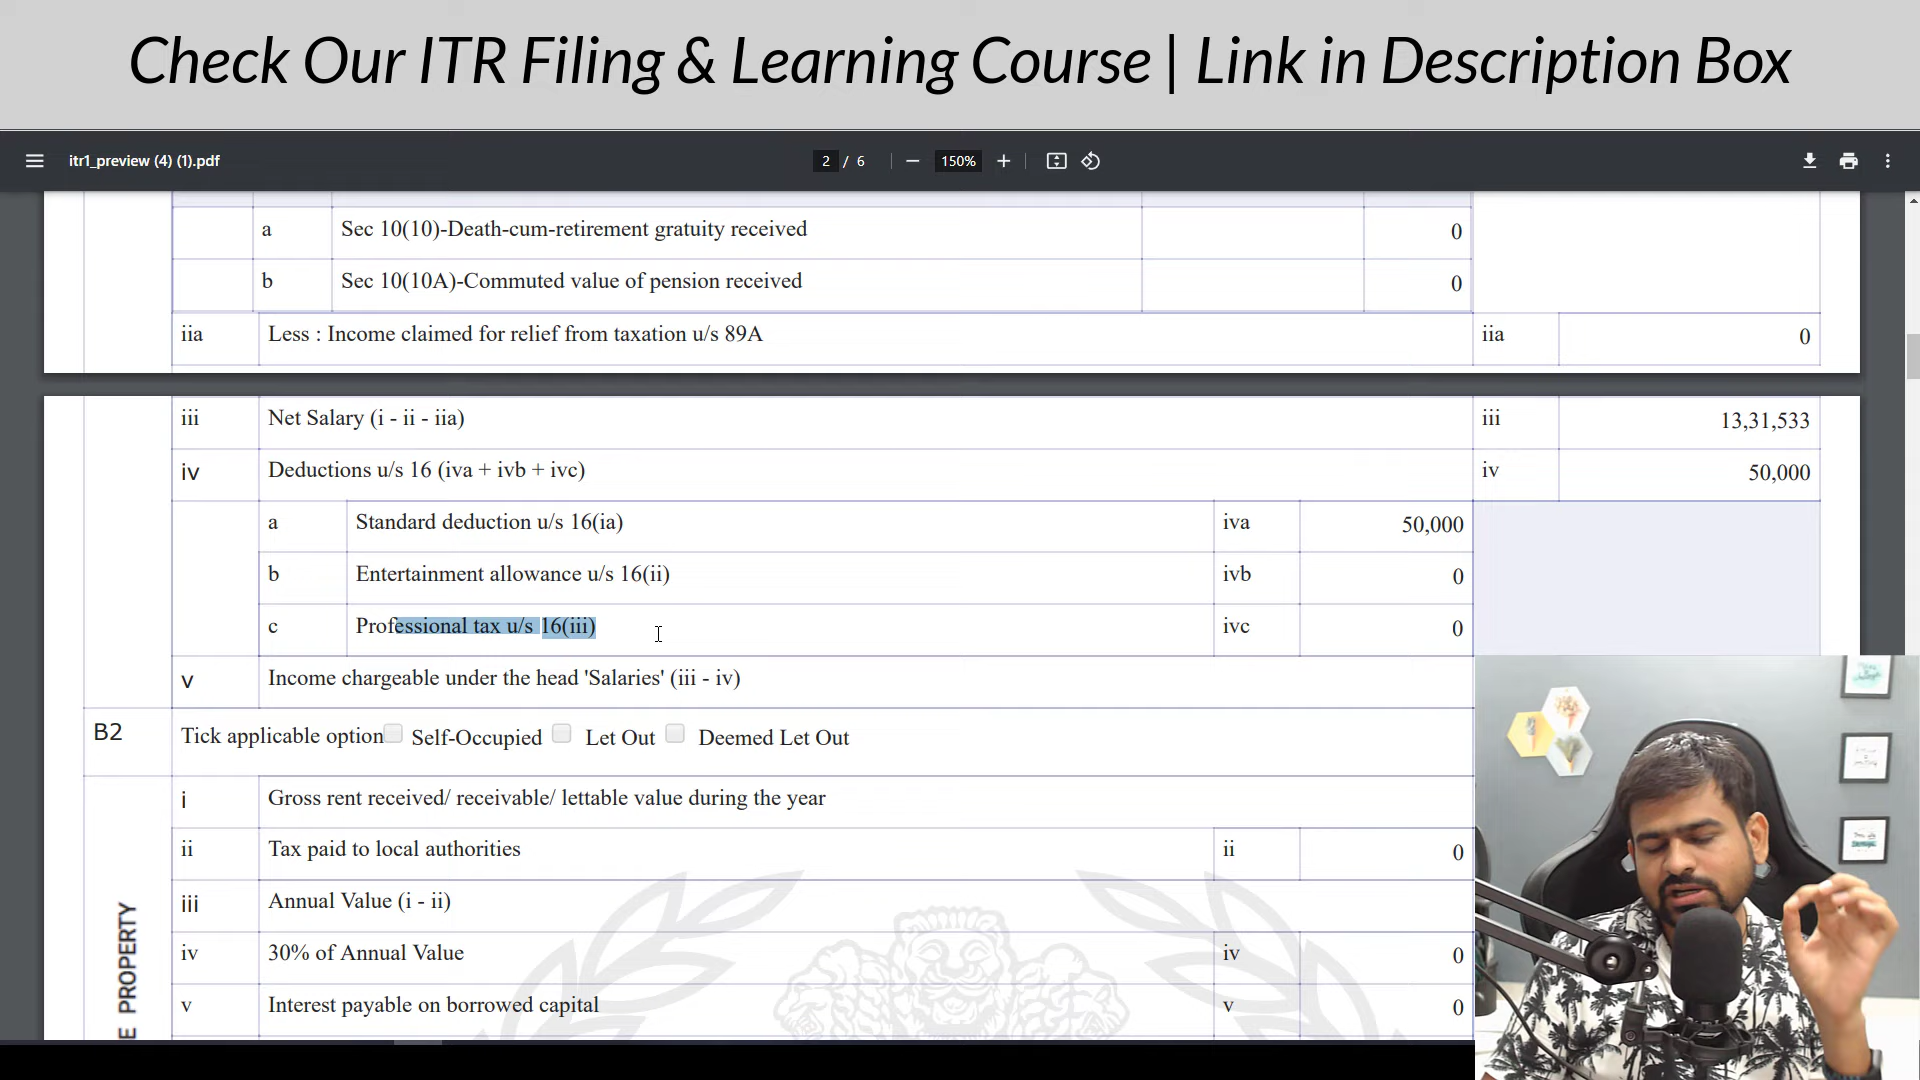 Check Our ITR Filing & Learning Course | Link in Description Box
itr1_preview (4) (1).pdf 2 / 6 150%
a Sec 10(10)-Death-cum-retirement gratuity received 0
b Sec 10(10A)-Commuted value of pension received 0
iia Less : Income claimed for relief from taxation u/s 89A iia 0
iii Net Salary (i - ii - iia) iii 13,31,533
iv Deductions u/s 16 (iva + ivb + ivc) iv 50,000
a Standard deduction u/s 16(ia) iva 50,000
b Entertainment allowance u/s 16(ii) ivb 0
c Professional tax u/s 16(iii) ivc 0
v Income chargeable under the head 'Salaries' (iii - iv)
B2 Tick applicable option Self-Occupied Let Out Deemed Let Out
i Gross rent received/ receivable/ lettable value during the year
ii Tax paid to local authorities ii 0
iii Annual Value (i - ii)
iv 30% of Annual Value iv 0
v Interest payable on borrowed capital v 0
E PROPERTY